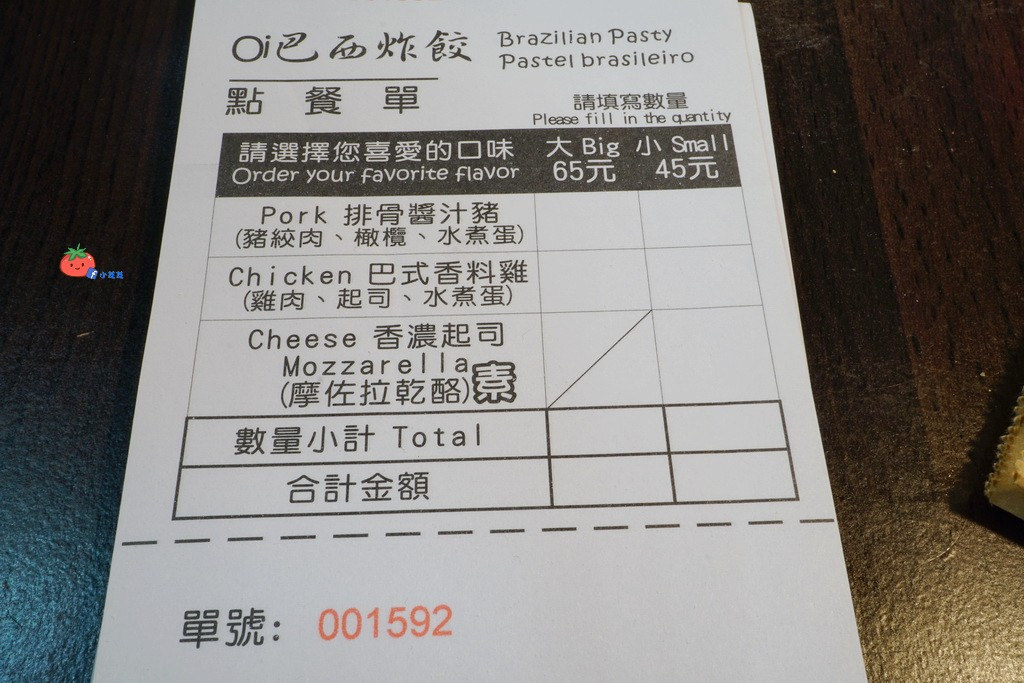 Oi巴西炸餃 Brazilian Pasty
Pastel brasileiro
點餐單
請填寫數量
Please fill in the quantity
請選擇您喜愛的口味 大 Big 小 Small
Order your favorite flavor 65元 45元
Pork 排骨醬汁豬
(豬絞肉、橄欖、水煮蛋)
Chicken 巴式香料雞
(雞肉、起司、水煮蛋)
Cheese 香濃起司
Mozzarella
(摩佐拉乾酪)素
數量小計 Total
合計金額
單號: 001592